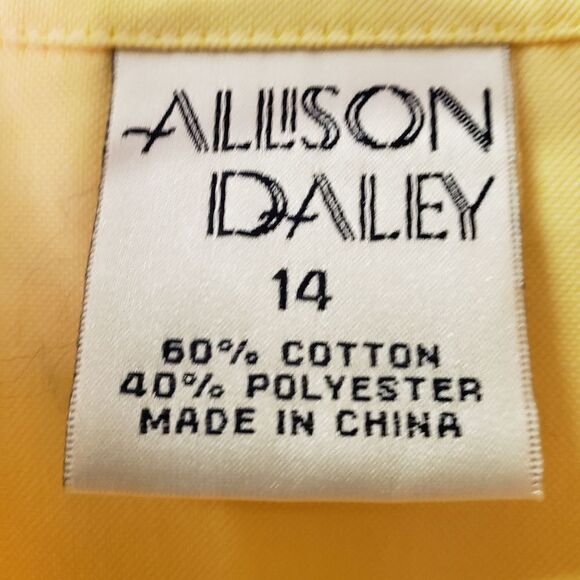 ALLISON
DALEY
14
60% COTTON
40% POLYESTER
MADE IN CHINA